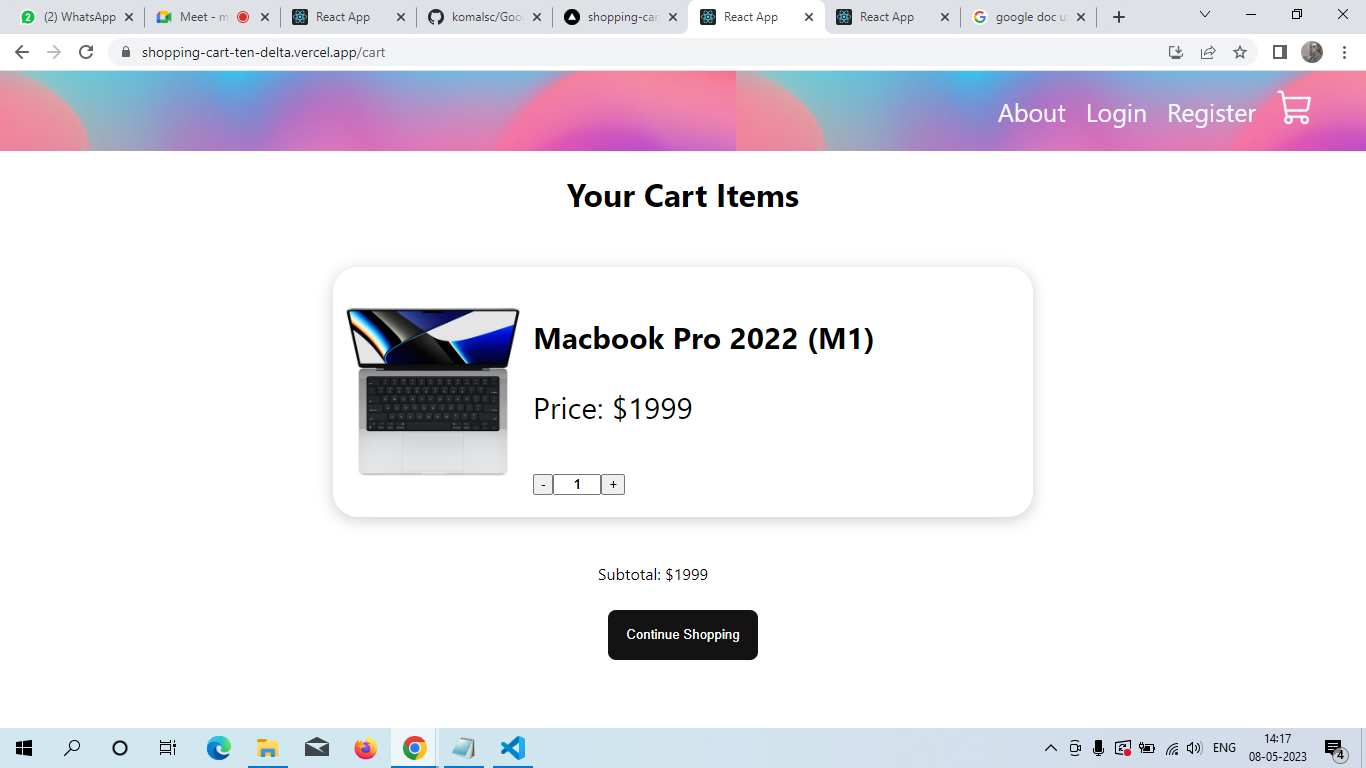 2 (2) WhatsApp
Meet - m
React App
komalsc/Goo
shopping-car
React App
React App
google doc u
shopping-cart-ten-delta.vercel.app/cart
About Login Register
Your Cart Items
Macbook Pro 2022 (M1)
Price: $1999
- 1 +
Subtotal: $1999
Continue Shopping
ENG
14:17
08-05-2023
4